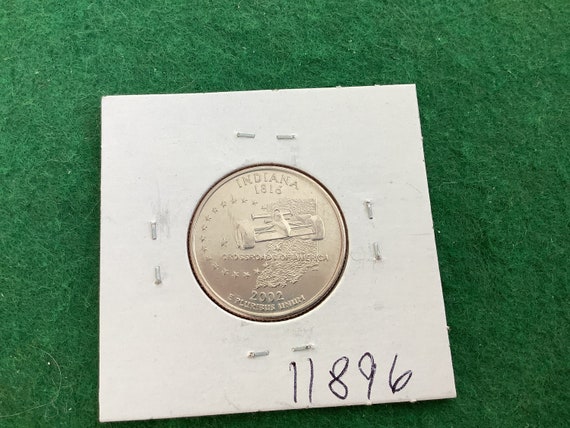 INDIANA
1816
CROSSROADS OF AMERICA
2002
E PLURIBUS UNUM
11896